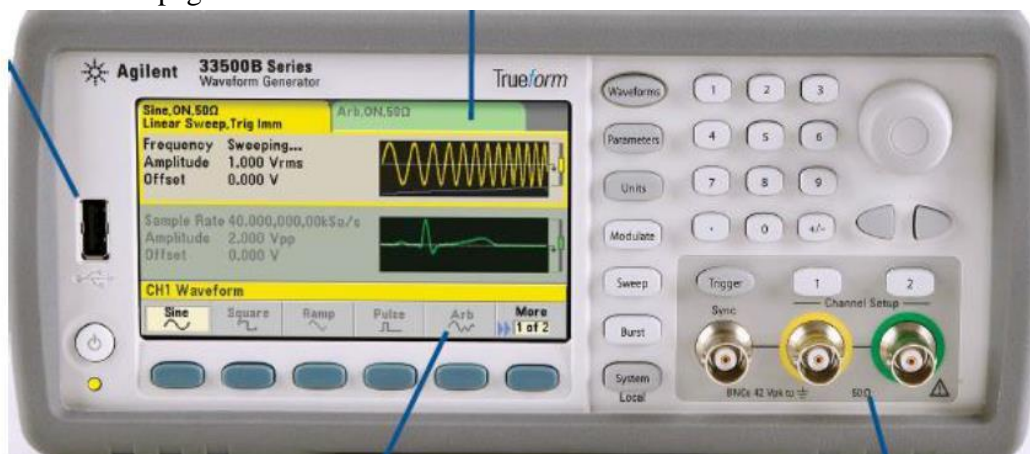 Agilent 33500B Series
Waveform Generator
Trueform
Sine,ON,50Ω
Linear Sweep,Trig Imm
Arb,ON,50Ω
Frequency Sweeping...
Amplitude 1.000 Vrms
Offset 0.000 V
Sample Rate 40.000,000,00kSa/s
Amplitude 2.000 Vpp
Offset 0.000 V
CH1 Waveform
Sine Square Ramp Pulse Arb More
1 of 2
Waveforms 1 2 3
Parameters 4 5 6
Units 7 8 9
Modulate . 0 +/-
Sweep Trigger 1 2
Channel Setup
Sync
Burst
System
Local
BNCs 42 Vpk to 50Ω